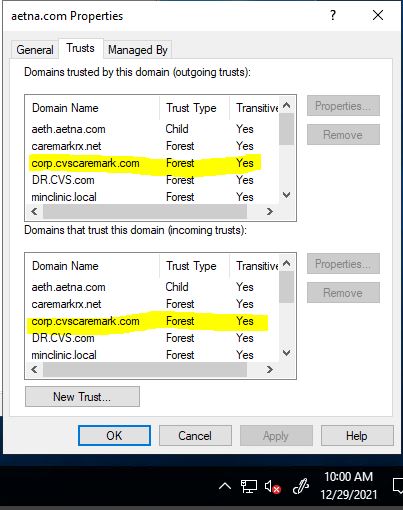 aetna.com Properties
General Trusts Managed By
Domains trusted by this domain (outgoing trusts):
Domain Name Trust Type Transitive Properties...
aeth.aetna.com Child Yes Remove
caremarkrx.net Forest Yes
corp.cvscaremark.com Forest Yes
DR.CVS.com Forest Yes
minclinic.local Forest Yes
Domains that trust this domain (incoming trusts):
Domain Name Trust Type Transitive Properties...
aeth.aetna.com Child Yes Remove
caremarkrx.net Forest Yes
corp.cvscaremark.com Forest Yes
DR.CVS.com Forest Yes
minclinic.local Forest Yes
New Trust...
OK Cancel Apply Help
10:00 AM
12/29/2021